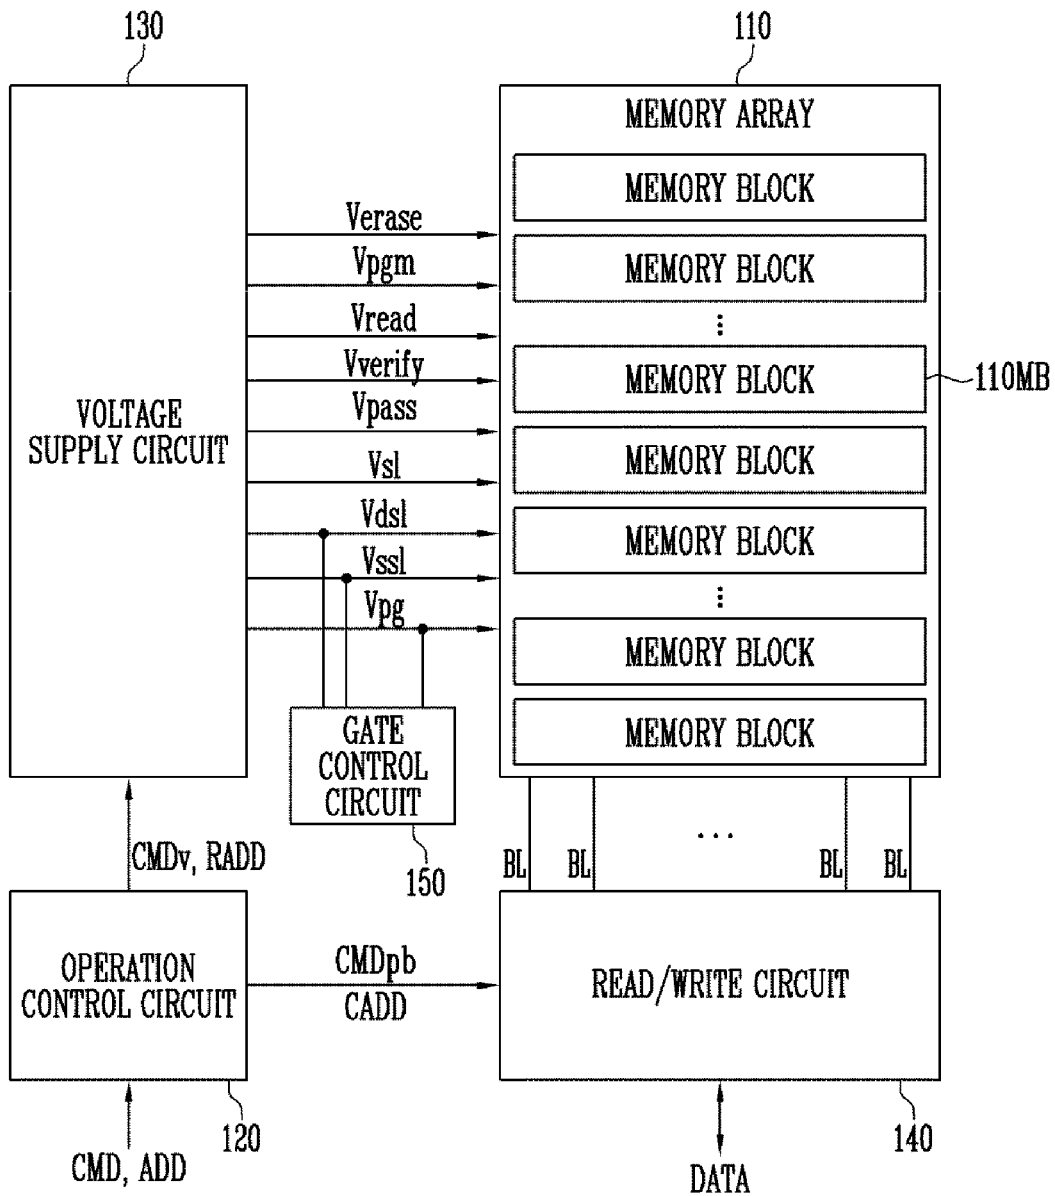 130
110
MEMORY ARRAY
MEMORY BLOCK
Verase
MEMORY BLOCK
Vpgm
⋮
Vread
MEMORY BLOCK
110MB
Vverify
VOLTAGE
SUPPLY CIRCUIT
Vpass
MEMORY BLOCK
Vsl
Vdsl
MEMORY BLOCK
Vssl
⋮
Vpg
MEMORY BLOCK
GATE
CONTROL
CIRCUIT
MEMORY BLOCK
...
CMDv, RADD
150
BL
BL
BL
BL
OPERATION
CONTROL CIRCUIT
CMDpb
CADD
READ/WRITE CIRCUIT
120
140
CMD, ADD
DATA